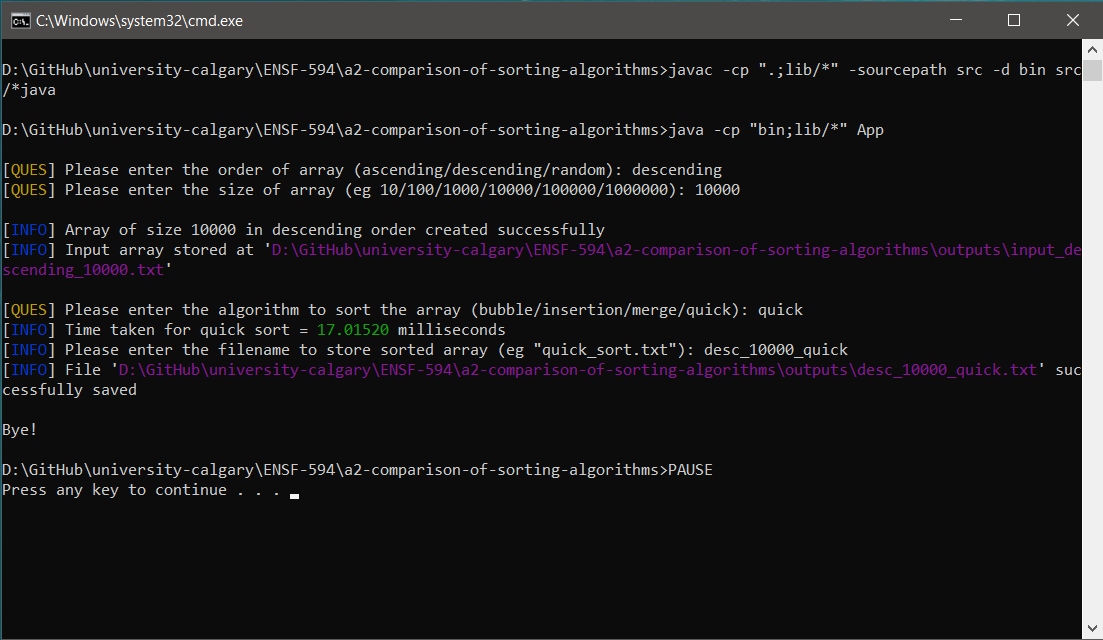 C:\Windows\system32\cmd.exe
D:\GitHub\university-calgary\ENSF-594\a2-comparison-of-sorting-algorithms>javac -cp ".;lib/*" -sourcepath src -d bin src
/*java
D:\GitHub\university-calgary\ENSF-594\a2-comparison-of-sorting-algorithms>java -cp "bin;lib/*" App
[QUES] Please enter the order of array (ascending/descending/random): descending
[QUES] Please enter the size of array (eg 10/100/1000/10000/100000/1000000): 10000
[INFO] Array of size 10000 in descending order created successfully
[INFO] Input array stored at 'D:\GitHub\university-calgary\ENSF-594\a2-comparison-of-sorting-algorithms\outputs\input_de
scending_10000.txt'
[QUES] Please enter the algorithm to sort the array (bubble/insertion/merge/quick): quick
[INFO] Time taken for quick sort = 17.01520 milliseconds
[INFO] Please enter the filename to store sorted array (eg "quick_sort.txt"): desc_10000_quick
[INFO] File 'D:\GitHub\university-calgary\ENSF-594\a2-comparison-of-sorting-algorithms\outputs\desc_10000_quick.txt' suc
cessfully saved
Bye!
D:\GitHub\university-calgary\ENSF-594\a2-comparison-of-sorting-algorithms>PAUSE
Press any key to continue . . .